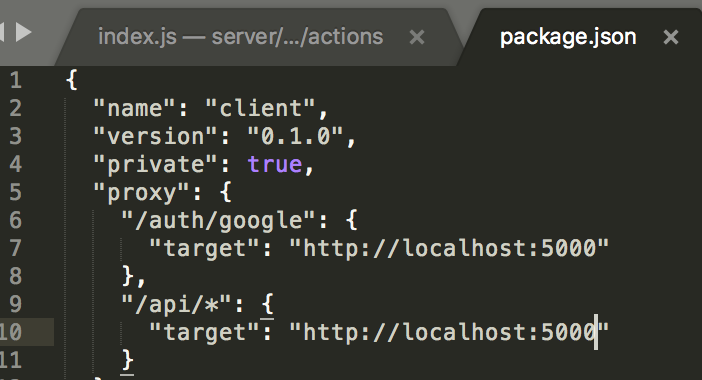 index.js — server/.../actions × package.json ×
1 {
2 "name": "client",
3 "version": "0.1.0",
4 "private": true,
5 "proxy": {
6 "/auth/google": {
7 "target": "http://localhost:5000"
8 },
9 "/api/*": {
10 "target": "http://localhost:5000"
11 }